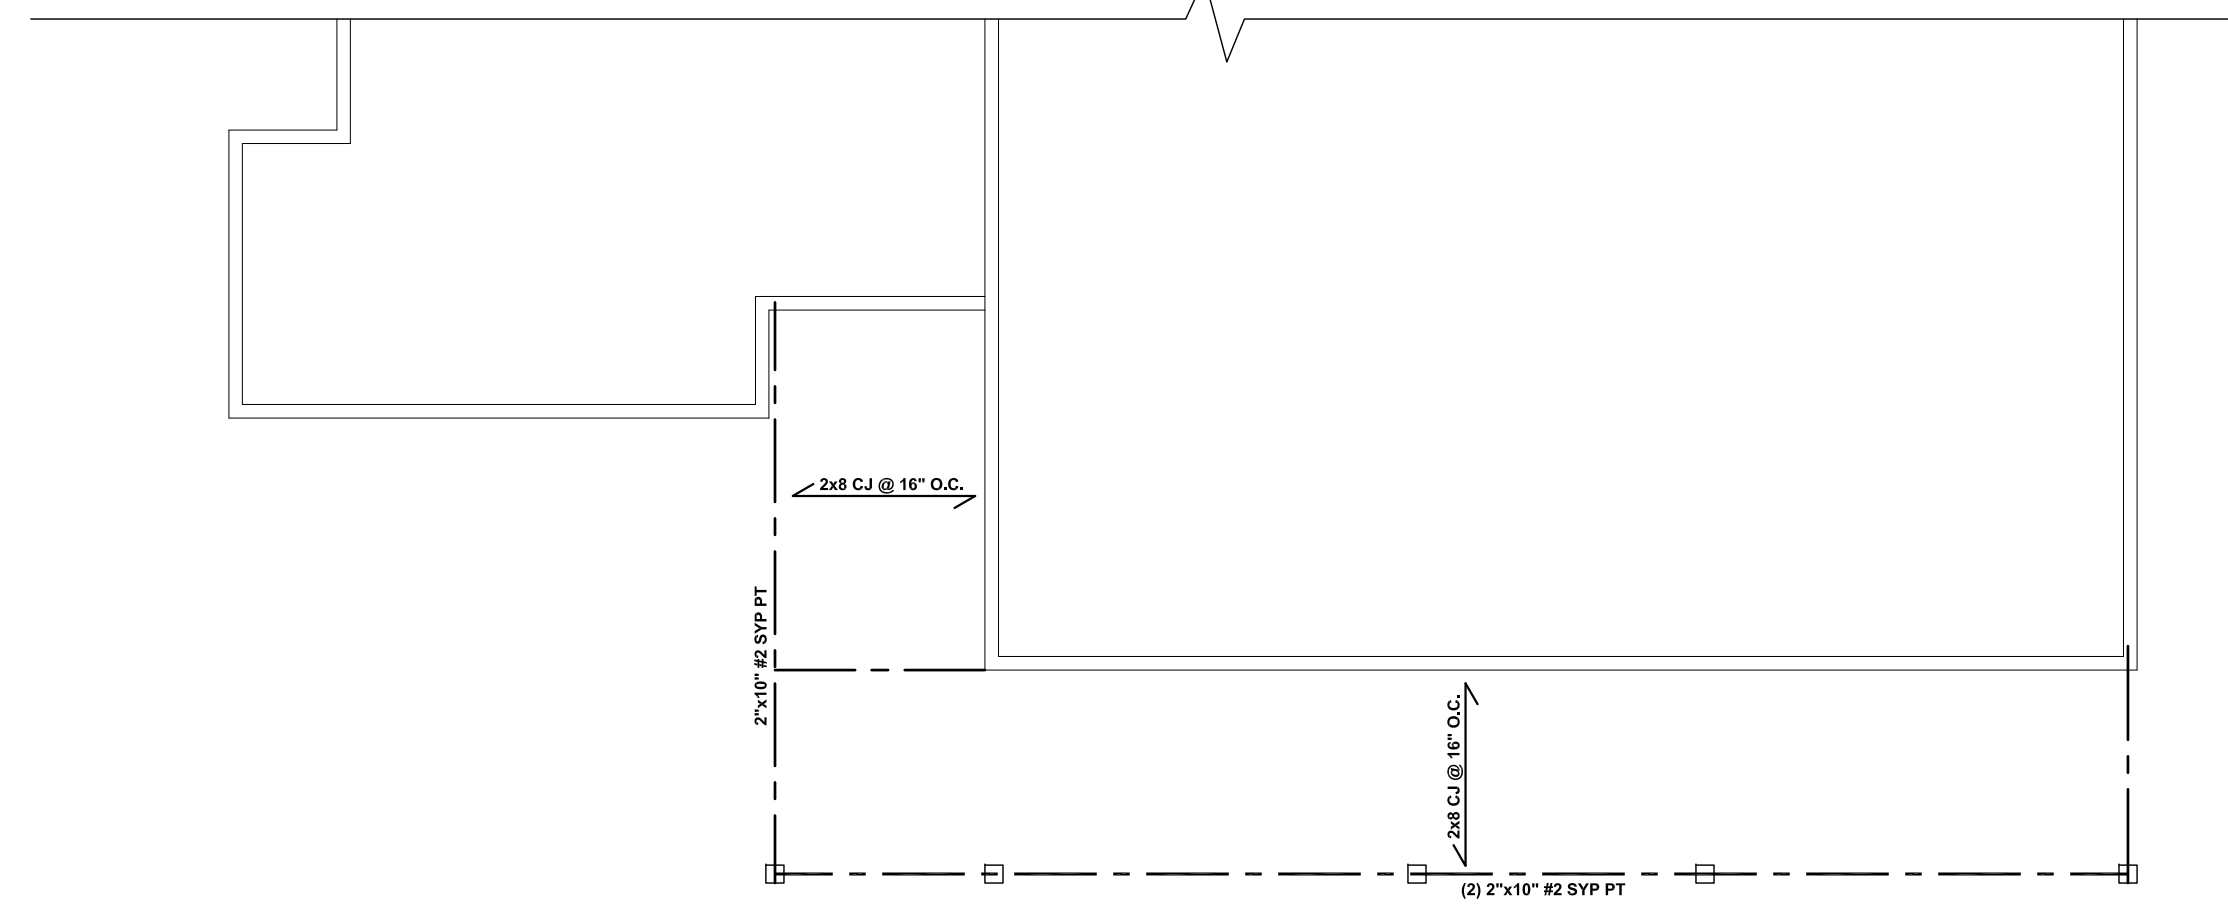 2x8 CJ @ 16" O.C.
2"x10" #2 SYP PT
2x8 CJ @ 16" O.C.
(2) 2"x10" #2 SYP PT